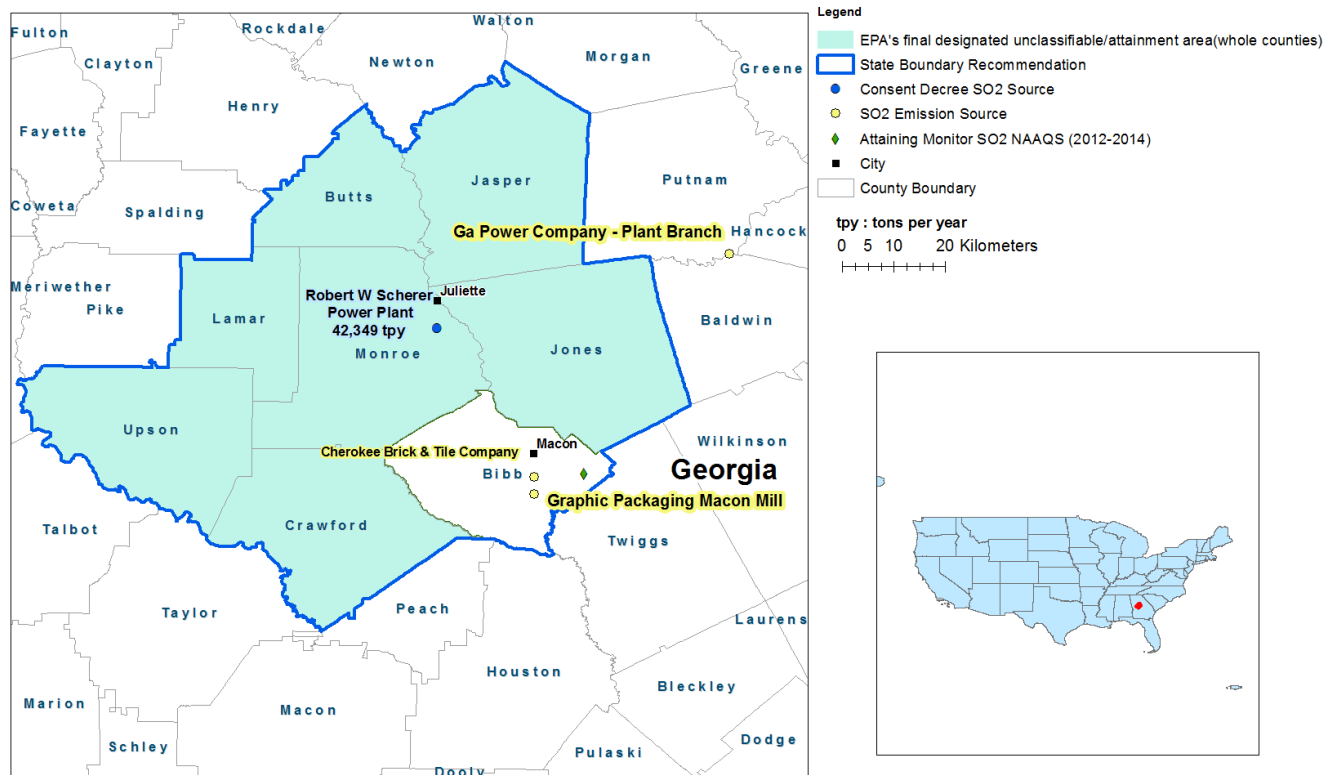 Fulton
Rockdale
Walton
Clayton
Newton
Morgan
Greene
Henry
Fayette
Butts
Jasper
Putnam
Coweta
Spalding
Ga Power Company - Plant Branch
Hancock
Meriwether
Pike
Lamar
Robert W Scherer
Power Plant
42,349 tpy
Juliette
Monroe
Jones
Baldwin
Upson
Cherokee Brick & Tile Company
Macon
Wilkinson
Bibb
Georgia
Graphic Packaging Macon Mill
Talbot
Crawford
Twiggs
Taylor
Peach
Laurens
Houston
Bleckley
Marion
Macon
Schley
Pulaski
Dodge
Dooly
Legend
EPA's final designated unclassifiable/attainment area(whole counties)
State Boundary Recommendation
Consent Decree SO2 Source
SO2 Emission Source
Attaining Monitor SO2 NAAQS (2012-2014)
City
County Boundary
tpy : tons per year
0 5 10 20 Kilometers